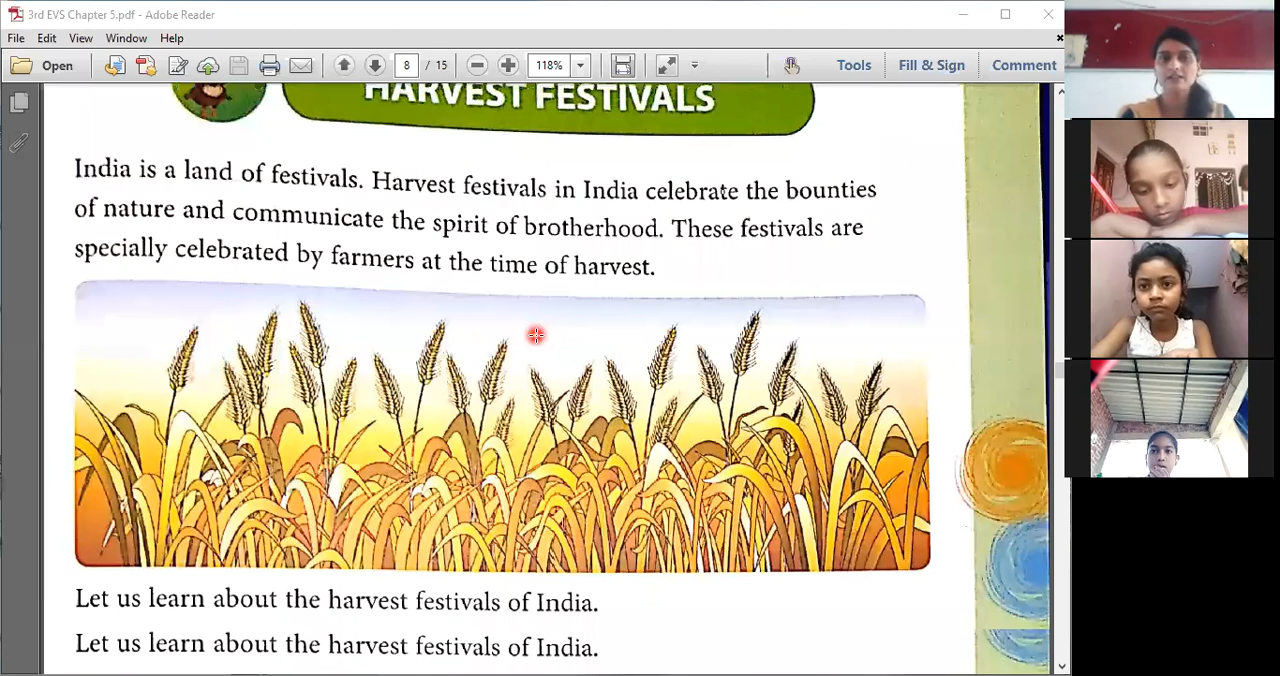 3rd EVS Chapter 5.pdf - Adobe Reader
File Edit View Window Help
Open 8 / 15 118% Tools Fill & Sign Comment
HARVEST FESTIVALS
India is a land of festivals. Harvest festivals in India celebrate the bounties
of nature and communicate the spirit of brotherhood. These festivals are
specially celebrated by farmers at the time of harvest.
Let us learn about the harvest festivals of India.
Let us learn about the harvest festivals of India.